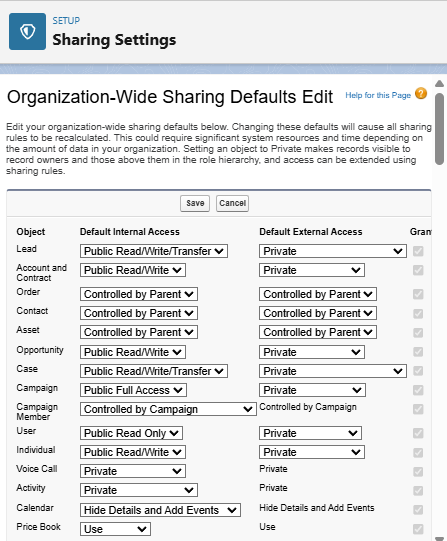 SETUP
Sharing Settings
Organization-Wide Sharing Defaults Edit
Help for this Page
Edit your organization-wide sharing defaults below. Changing these defaults will cause all sharing
rules to be recalculated. This could require significant system resources and time depending on
the amount of data in your organization. Setting an object to Private makes records visible to
record owners and those above them in the role hierarchy, and access can be extended using
sharing rules.
Save Cancel
Object Default Internal Access Default External Access Gran
Lead Public Read/Write/Transfer Private
Account and Contract Public Read/Write Private
Order Controlled by Parent Controlled by Parent
Contact Controlled by Parent Controlled by Parent
Asset Controlled by Parent Controlled by Parent
Opportunity Public Read/Write Private
Case Public Read/Write/Transfer Private
Campaign Public Full Access Private
Campaign Member Controlled by Campaign Controlled by Campaign
User Public Read Only Private
Individual Public Read/Write Private
Voice Call Private Private
Activity Private Private
Calendar Hide Details and Add Events Hide Details and Add Events
Price Book Use Use